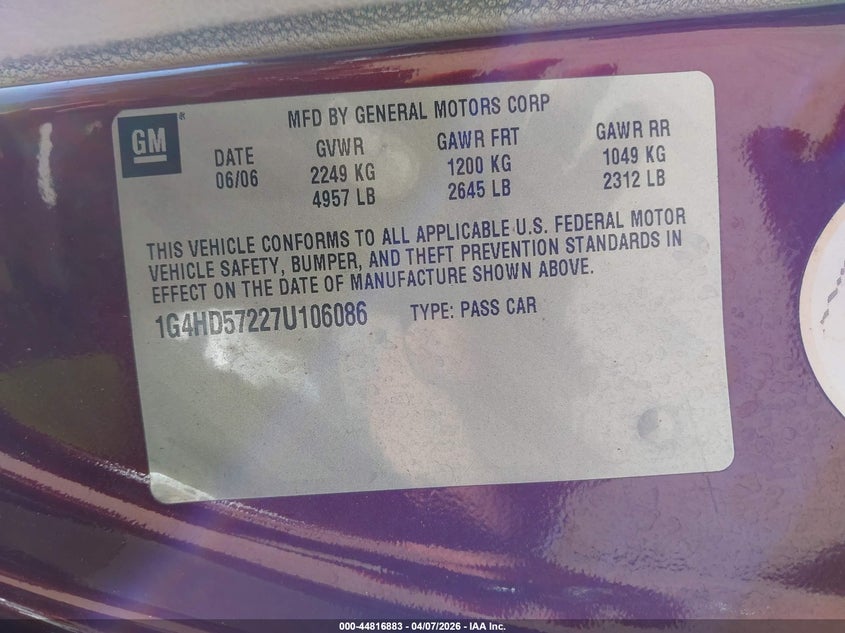 MFD BY GENERAL MOTORS CORP
GM®
DATE GVWR GAWR FRT GAWR RR
06/06 2249 KG 1200 KG 1049 KG
4957 LB 2645 LB 2312 LB
THIS VEHICLE CONFORMS TO ALL APPLICABLE U.S. FEDERAL MOTOR
VEHICLE SAFETY, BUMPER, AND THEFT PREVENTION STANDARDS IN
EFFECT ON THE DATE OF MANUFACTURE SHOWN ABOVE.
1G4HD57227U106086 TYPE: PASS CAR
000-44816883 - 04/07/2026 - IAA Inc.